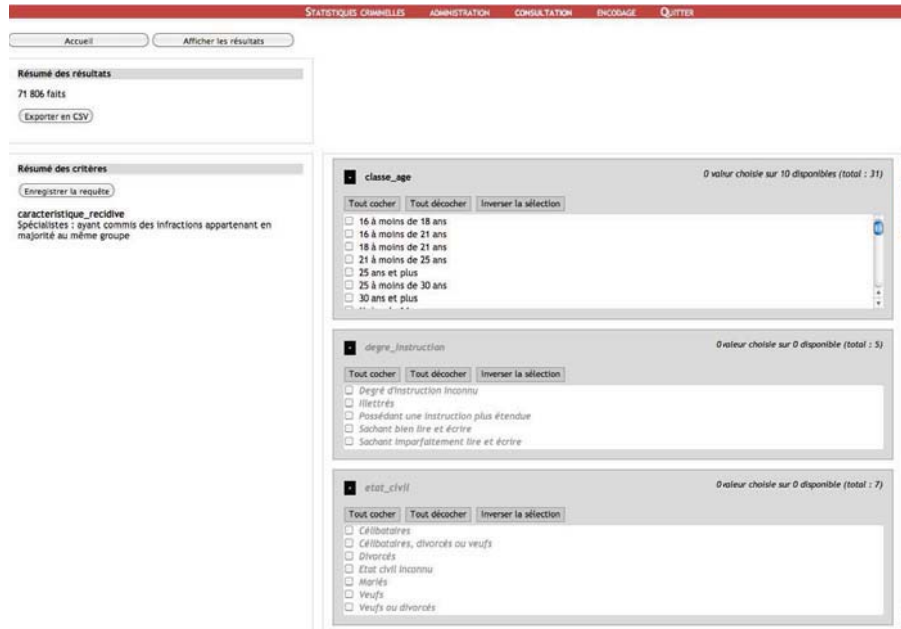 STATISTIQUES CRIMINELLES ADMINISTRATION CONSULTATION ENCODAGE QUITTER
Accueil Afficher les résultats
Résumé des résultats
71 806 faits
Exporter en CSV
Résumé des critères
Enregistrer la requête
caracteristique_recidive
Spécialistes : ayant commis des infractions appartenant en
majorité au même groupe
classe_age 0 valeur choisie sur 10 disponibles (total : 31)
Tout cocher Tout décocher Inverser la sélection
16 à moins de 18 ans
16 à moins de 21 ans
18 à moins de 21 ans
21 à moins de 25 ans
25 ans et plus
25 à moins de 30 ans
30 ans et plus
degre_instruction 0 valeur choisie sur 0 disponible (total : 5)
Tout cocher Tout décocher Inverser la sélection
Degré d'instruction inconnu
Illettrés
Possédant une instruction plus étendue
Sachant bien lire et écrire
Sachant imparfaitement lire et écrire
etat_civil 0 valeur choisie sur 0 disponible (total : 7)
Tout cocher Tout décocher Inverser la sélection
Célibataires
Célibataires, divorcés ou veufs
Divorcés
Etat civil inconnu
Mariés
Veufs
Veufs ou divorcés